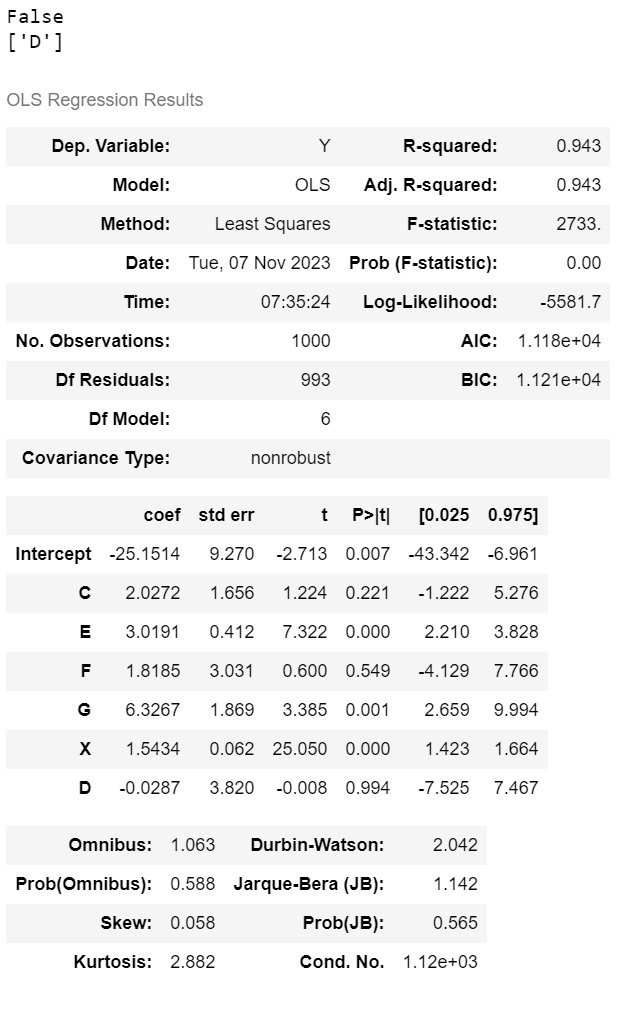 False
['D']
OLS Regression Results
Dep. Variable: Y R-squared: 0.943
Model: OLS Adj. R-squared: 0.943
Method: Least Squares F-statistic: 2733.
Date: Tue, 07 Nov 2023 Prob (F-statistic): 0.00
Time: 07:35:24 Log-Likelihood: -5581.7
No. Observations: 1000 AIC: 1.118e+04
Df Residuals: 993 BIC: 1.121e+04
Df Model: 6
Covariance Type: nonrobust
coef std err t P>|t| [0.025 0.975]
Intercept -25.1514 9.270 -2.713 0.007 -43.342 -6.961
C 2.0272 1.656 1.224 0.221 -1.222 5.276
E 3.0191 0.412 7.322 0.000 2.210 3.828
F 1.8185 3.031 0.600 0.549 -4.129 7.766
G 6.3267 1.869 3.385 0.001 2.659 9.994
X 1.5434 0.062 25.050 0.000 1.423 1.664
D -0.0287 3.820 -0.008 0.994 -7.525 7.467
Omnibus: 1.063 Durbin-Watson: 2.042
Prob(Omnibus): 0.588 Jarque-Bera (JB): 1.142
Skew: 0.058 Prob(JB): 0.565
Kurtosis: 2.882 Cond. No. 1.12e+03